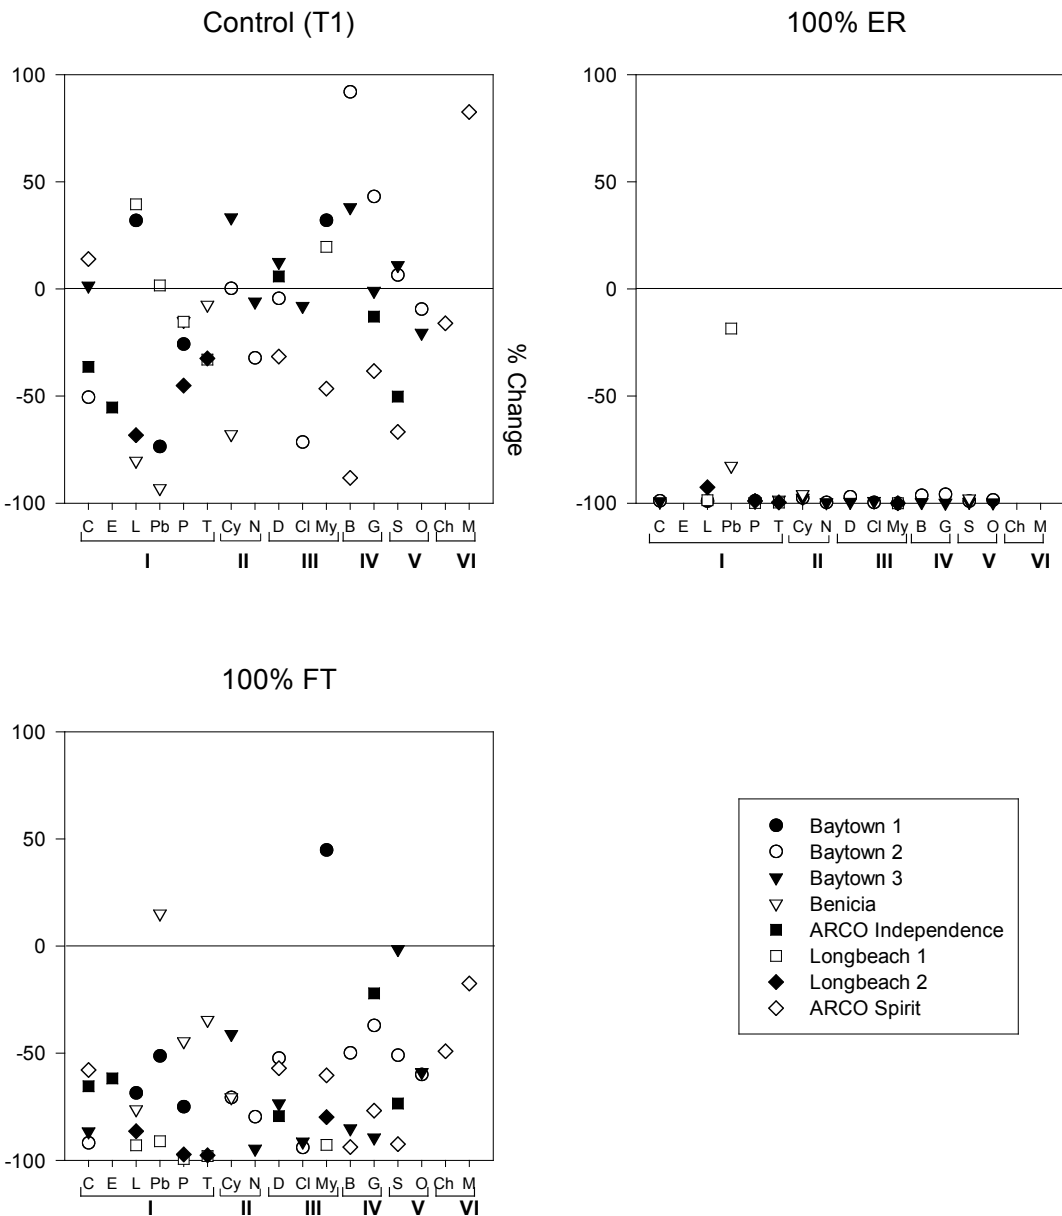 Control (T1)
100
50
0
-50
-100
C E L Pb P T Cy N D Cl My B G S O Ch M
I II III IV V VI
% Change
100% ER
100
50
0
-50
-100
C E L Pb P T Cy N D Cl My B G S O Ch M
I II III IV V VI
100% FT
100
50
0
-50
-100
C E L Pb P T Cy N D Cl My B G S O Ch M
I II III IV V VI
Baytown 1
Baytown 2
Baytown 3
Benicia
ARCO Independence
Longbeach 1
Longbeach 2
ARCO Spirit